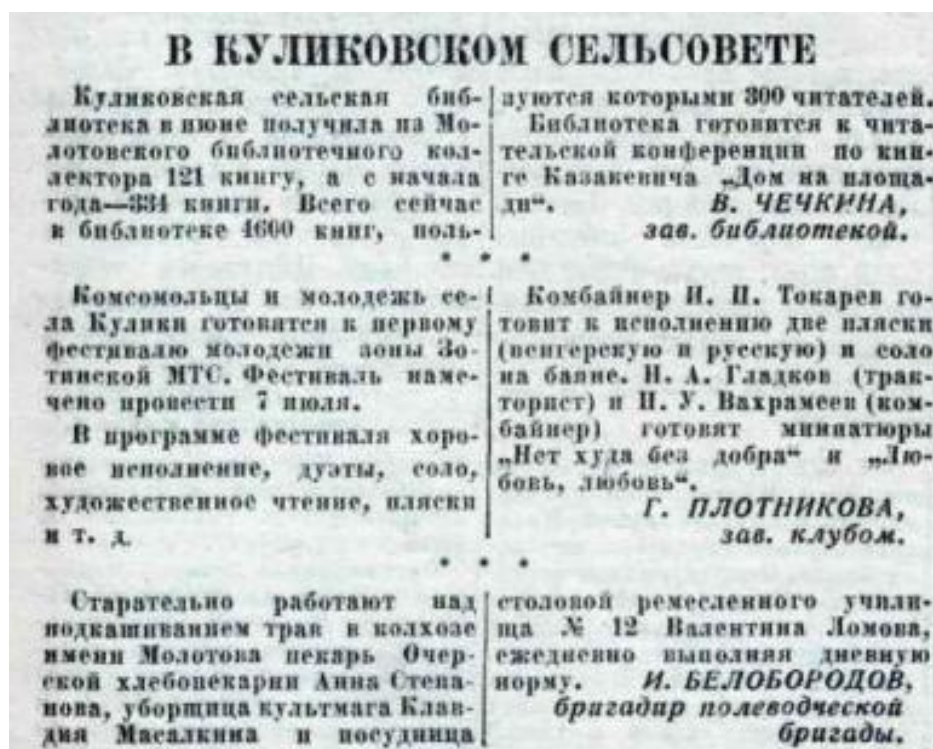 В КУЛИКОВСКОМ СЕЛЬСОВЕТЕ
Куликовская сельская биб-
лиотека в июне получила из Мо-
лотовского библиотечного кол-
лектора 121 книгу, а с начала
года—334 книги. Всего сейчас
в библиотеке 4600 книг, поль-
зуются которыми 300 читателей.
Библиотека готовится к чита-
тельской конференции по кни-
ге Казакевича „Дом на площа-
ди“. В. ЧЕЧКИНА,
зав. библиотекой.
* * *
Комсомольцы и молодежь се-
ла Кулики готовятся к первому
фестивалю молодежи зоны Зо-
тинской МТС. Фестиваль наме-
чено провести 7 июля.
В программе фестиваля хоро-
вое исполнение, дуэты, соло,
художественное чтение, пляски
и т. д.
Комбайнер И. П. Токарев го-
товит к исполнению две пляски
(венгерскую и русскую) и соло
на баяне. Н. А. Гладков (трак-
торист) и П. У. Вахрамеев (ком-
байнер) готовят миниатюры
„Нет худа без добра“ и „Лю-
бовь, любовь“.
Г. ПЛОТНИКОВА,
зав. клубом.
* * *
Старательно работают над
подкашиванием трав в колхозе
имени Молотова пекарь Очер-
ской хлебопекарни Анна Степа-
нова, уборщица культмага Клав-
дия Масалкина и посудница
столовой ремесленного учили-
ща № 12 Валентина Ломова,
ежедневно выполняя дневную
норму. И. БЕЛОБОРОДОВ,
бригадир полеводческой
бригады.